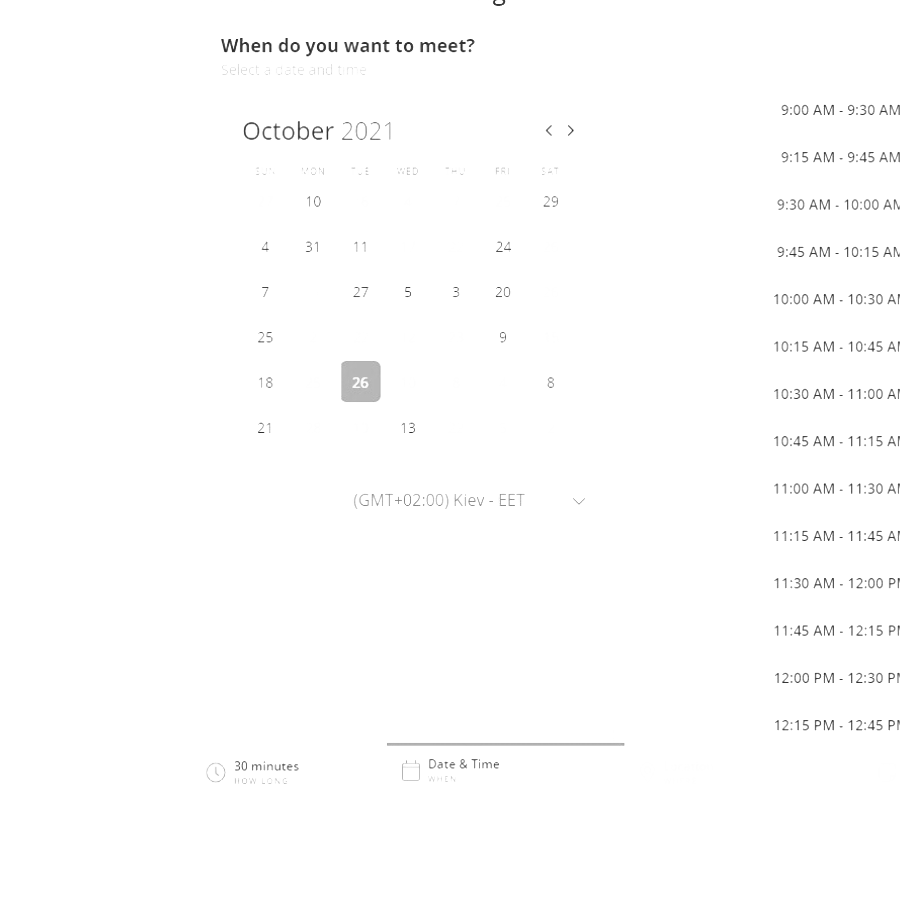 When do you want to meet?
Select a date and time
October 2021
SUN MON TUE WED THU FRI SAT
10 29
4 31 11 24
7 27 5 3 20
25 9
18 26 8
21 13
(GMT+02:00) Kiev - EET
9:00 AM - 9:30 AM
9:15 AM - 9:45 AM
9:30 AM - 10:00 AM
9:45 AM - 10:15 AM
10:00 AM - 10:30 AM
10:15 AM - 10:45 AM
10:30 AM - 11:00 AM
10:45 AM - 11:15 AM
11:00 AM - 11:30 AM
11:15 AM - 11:45 AM
11:30 AM - 12:00 PM
11:45 AM - 12:15 PM
12:00 PM - 12:30 PM
12:15 PM - 12:45 PM
30 minutes
HOW LONG
Date & Time
WHEN